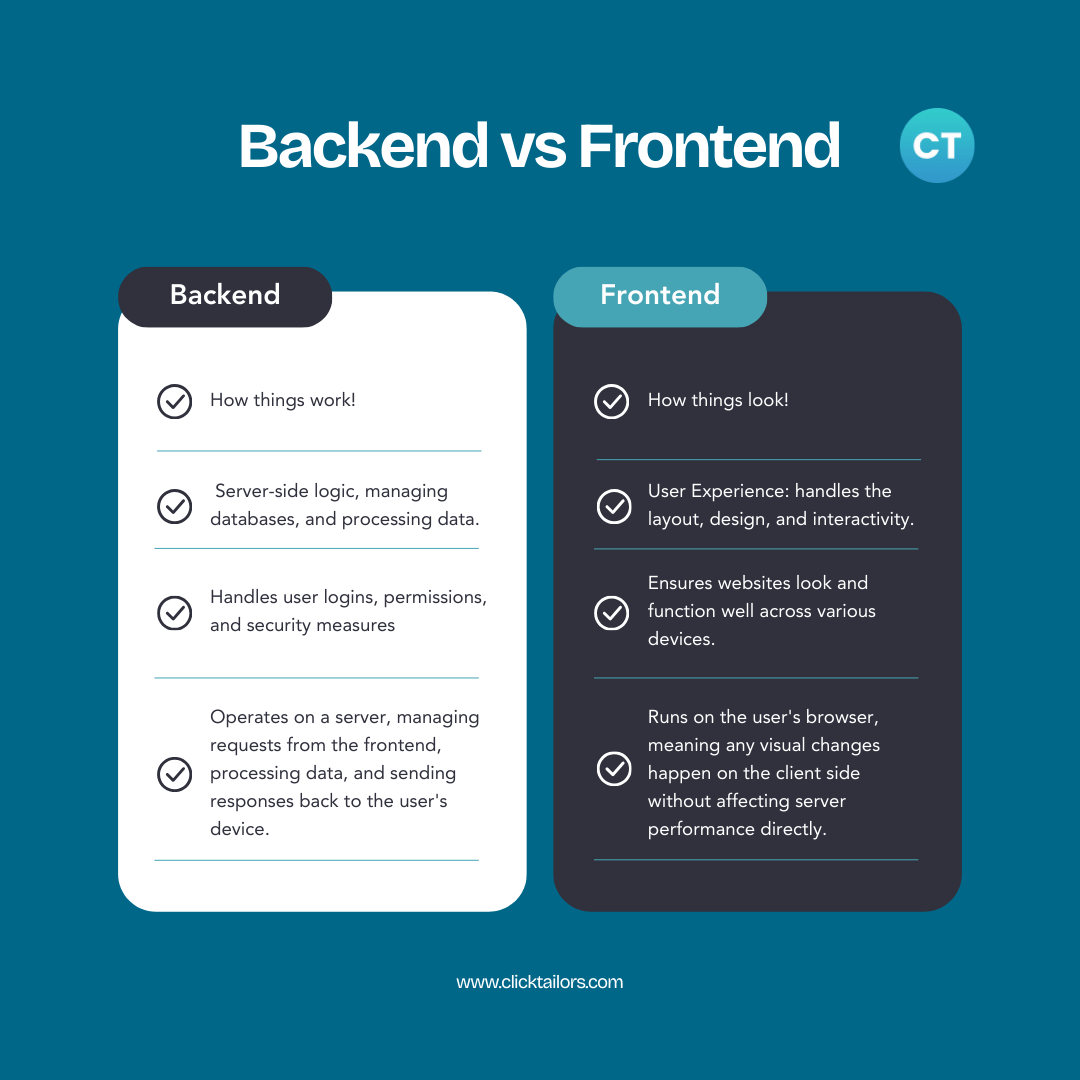 Backend vs Frontend
CT
Backend
How things work!
Server-side logic, managing
databases, and processing data.
Handles user logins, permissions,
and security measures
Operates on a server, managing
requests from the frontend,
processing data, and sending
responses back to the user's
device.
Frontend
How things look!
User Experience: handles the
layout, design, and interactivity.
Ensures websites look and
function well across various
devices.
Runs on the user's browser,
meaning any visual changes
happen on the client side
without affecting server
performance directly.
www.clicktailors.com